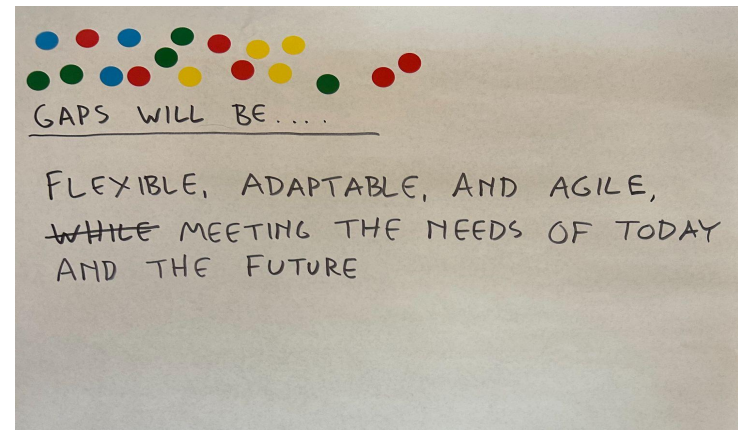 GAPS WILL BE....
FLEXIBLE, ADAPTABLE, AND AGILE,
WHILE MEETING THE NEEDS OF TODAY
AND THE FUTURE